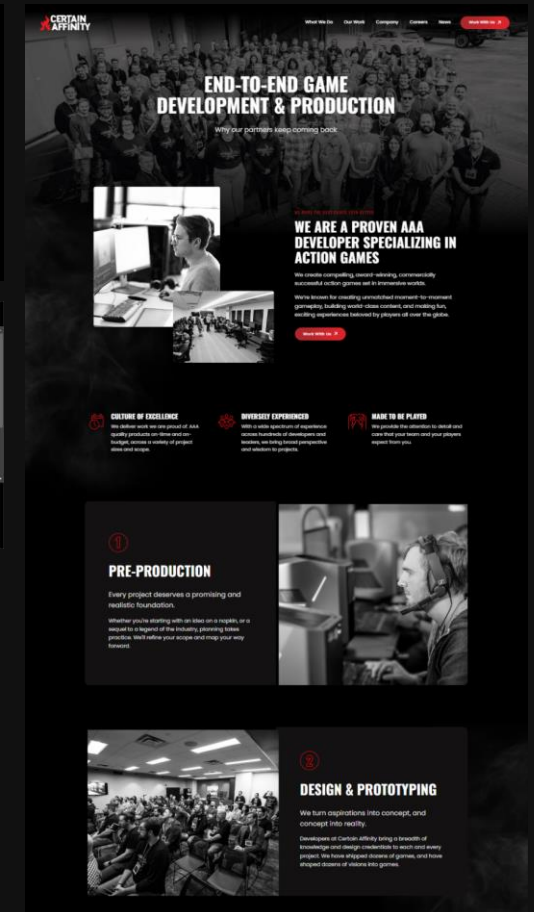 CERTAIN
AFFINITY
What We Do
Our Work
Company
Careers
News
Work With Us
END-TO-END GAME
DEVELOPMENT & PRODUCTION
Why our partners keep coming back
WE ARE A PROVEN AAA
DEVELOPER SPECIALIZING IN
ACTION GAMES
We create compelling, award-winning, commercially
successful action games set in immersive worlds.
We're known for creating unmatched moment-to-moment
gameplay, building world-class content, and making fun,
exciting experiences beloved by players all over the globe.
Work With Us
CULTURE OF EXCELLENCE
We deliver work we are proud of. AAA
quality products on-time and on-
budget, across a variety of project
sizes and scope.
DIVERSELY EXPERIENCED
With a wide spectrum of experience
across hundreds of developers and
leaders, we bring broad perspective
and wisdom to projects.
MADE TO BE PLAYED
We provide the attention to detail and
care that your team and your players
expect from you.
1
PRE-PRODUCTION
Every project deserves a promising and
realistic foundation.
Whether you're starting with an idea on a napkin, or a
sequel to a legend of the industry, planning takes
practice. We'll refine your scope and map your way
forward.
2
DESIGN & PROTOTYPING
We turn aspirations into concept, and
concept into reality.
Developers at Certain Affinity bring a breadth of
knowledge and design credentials to each and every
project. We have shipped dozens of games, and have
shaped dozens of visions into games.